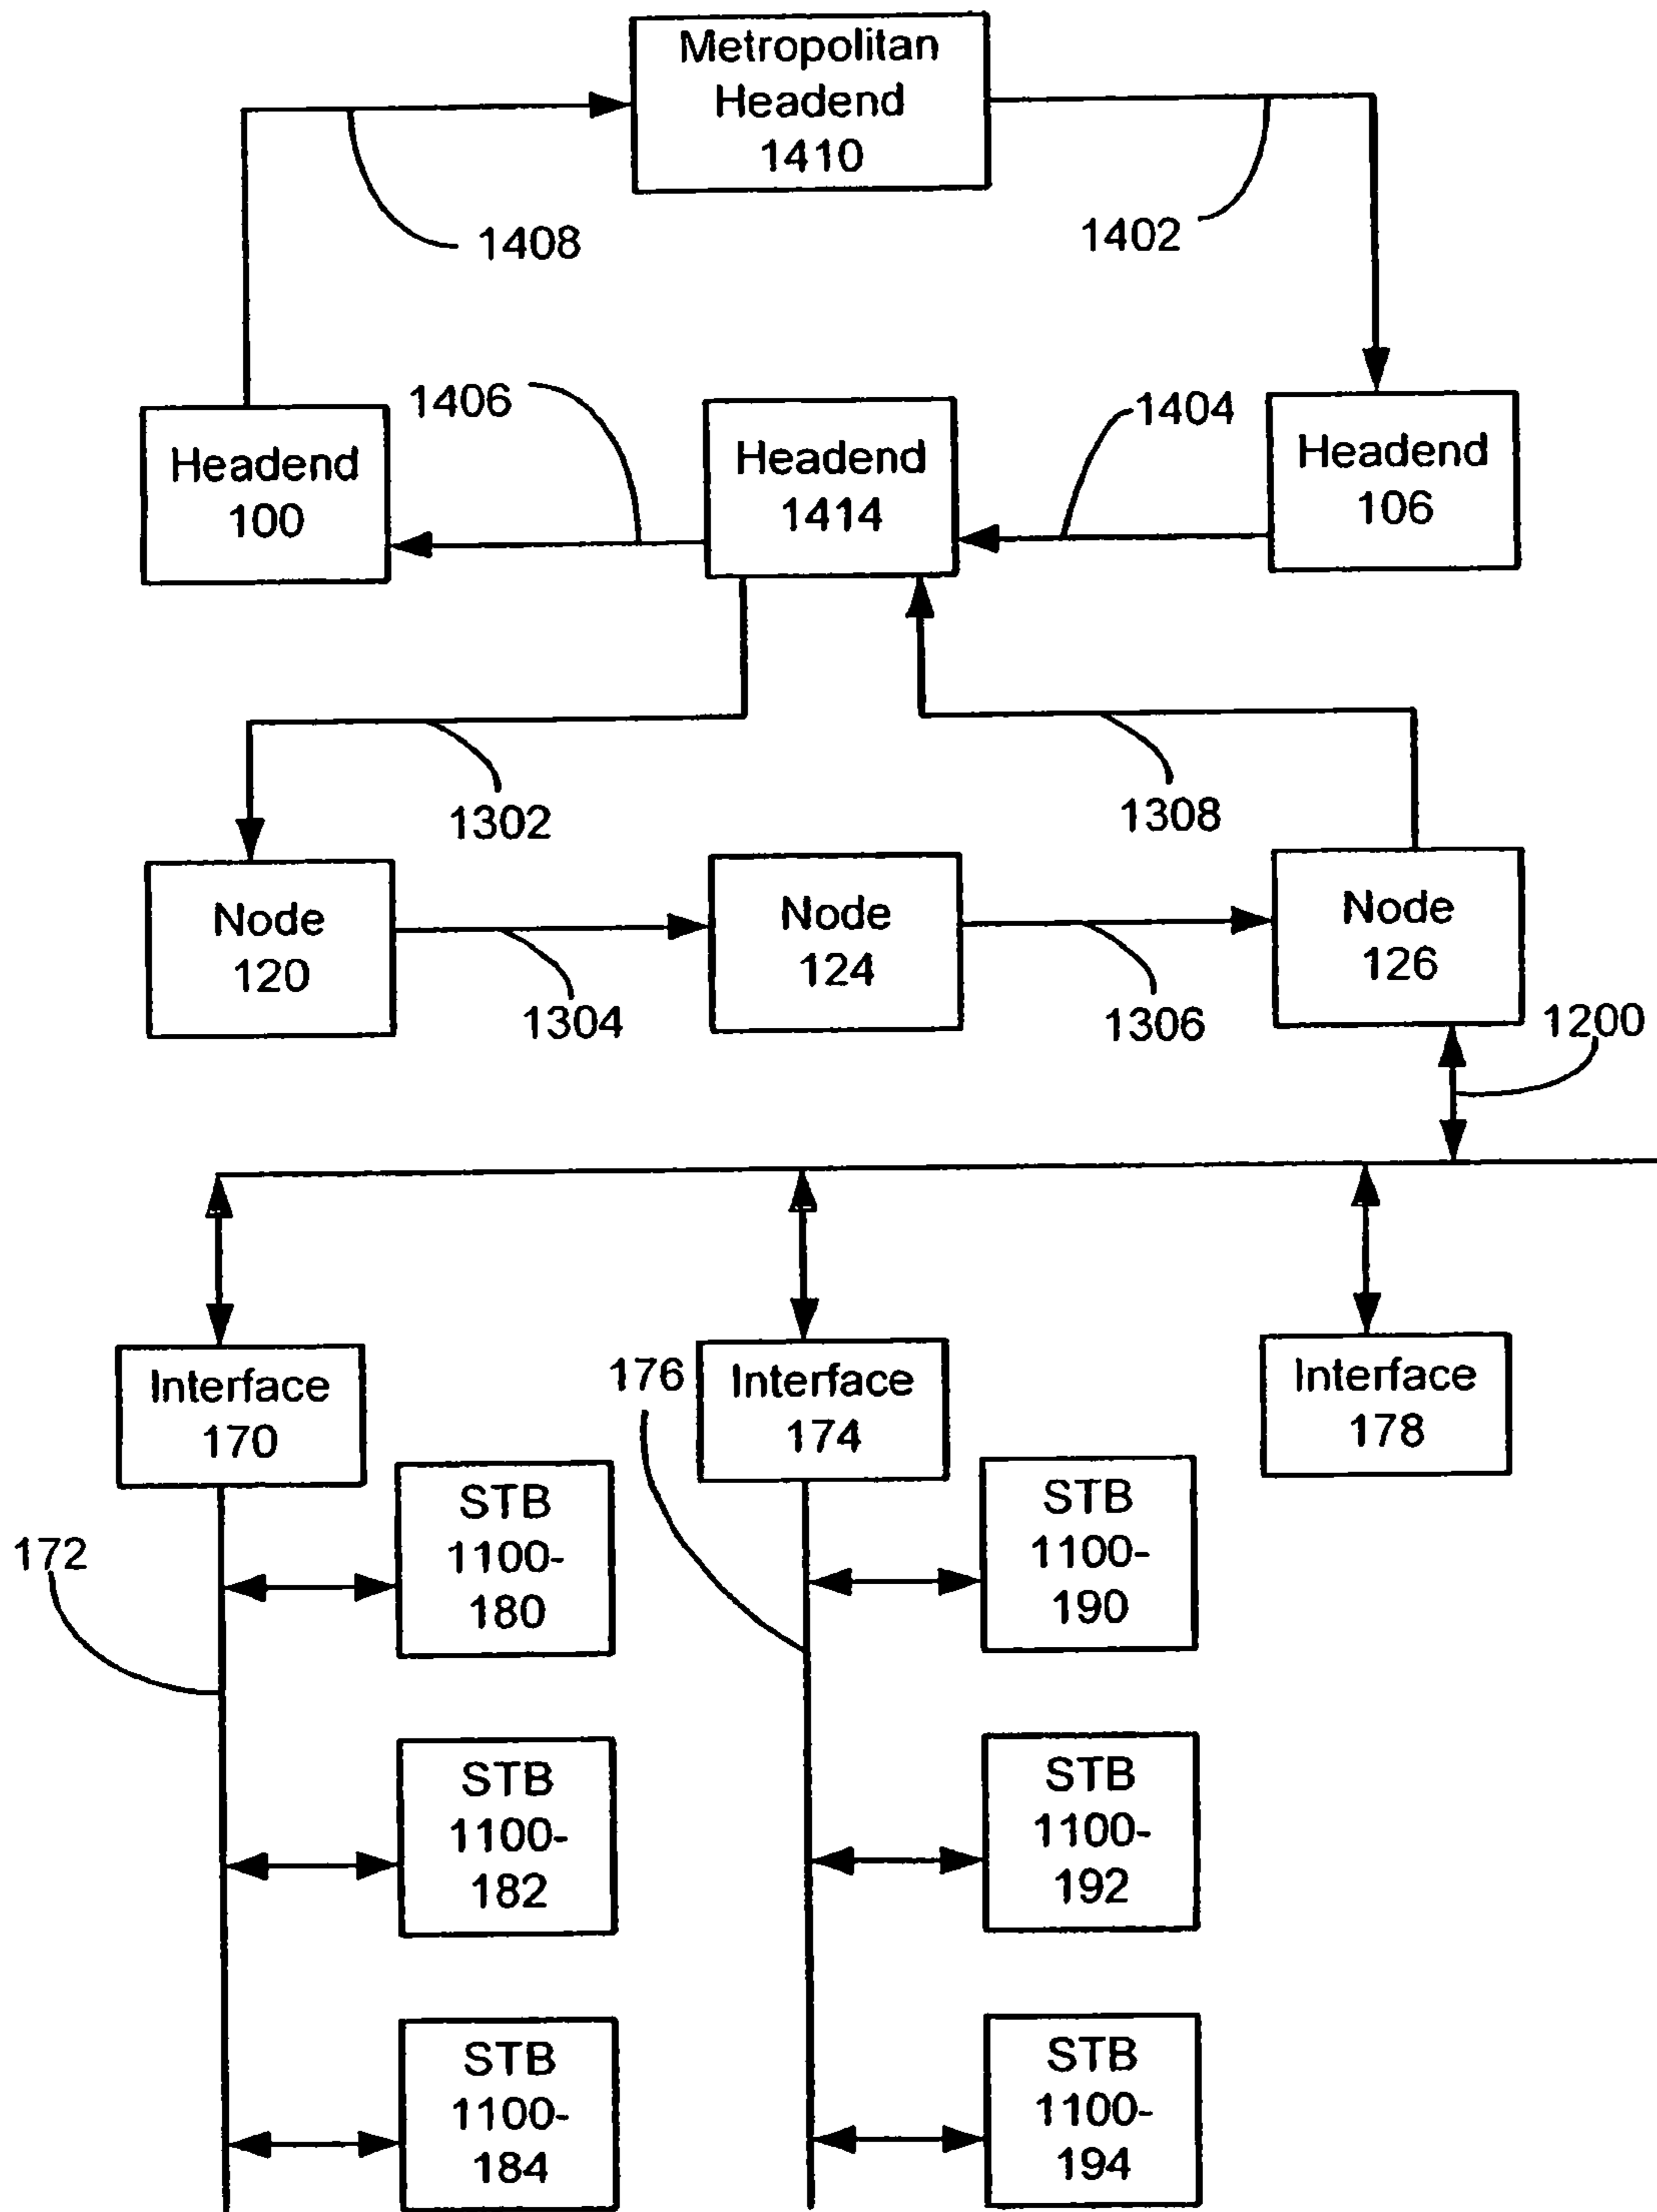 Metropolitan
Headend
1410
1408
1402
1406
1404
Headend
100
Headend
1414
Headend
106
1302
1308
Node
120
Node
124
Node
126
1304
1306
1200
Interface
170
176
Interface
174
Interface
178
172
STB
1100-
180
STB
1100-
190
STB
1100-
182
STB
1100-
192
STB
1100-
184
STB
1100-
194